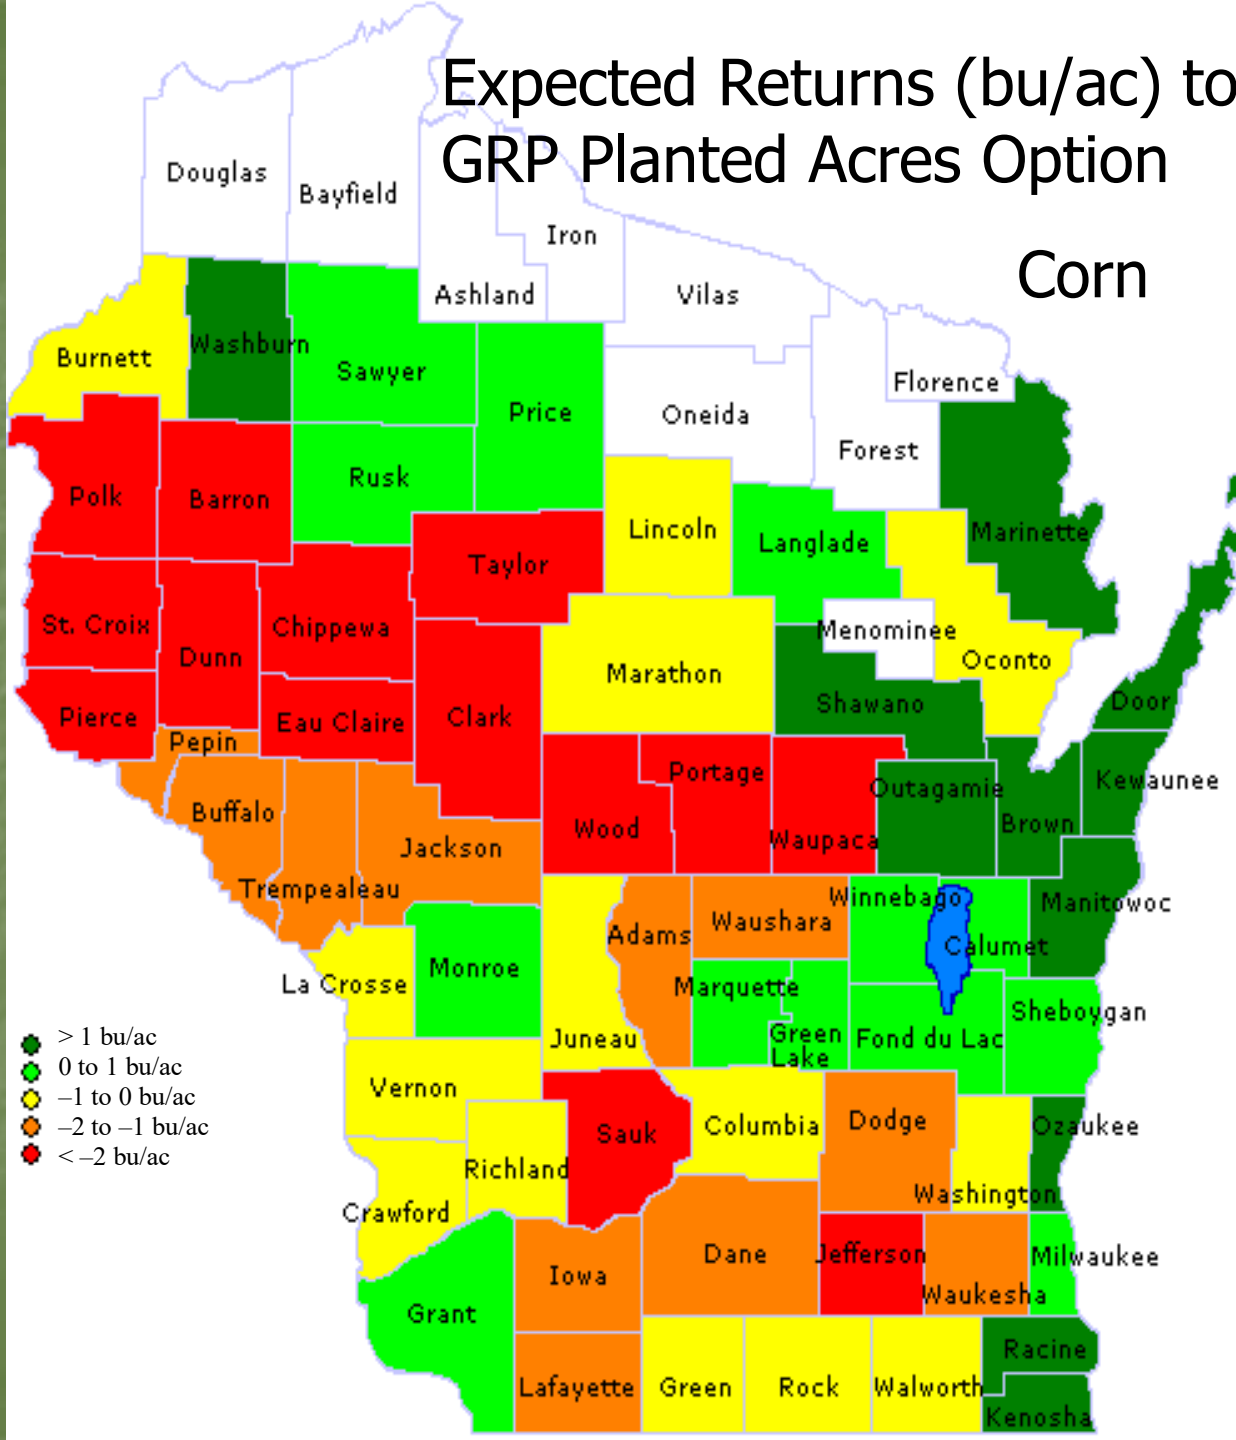 Expected Returns (bu/ac) to
GRP Planted Acres Option
Corn
Douglas
Bayfield
Iron
Ashland
Vilas
Burnett
Washburn
Sawyer
Price
Oneida
Florence
Forest
Polk
Barron
Rusk
Lincoln
Langlade
Marinette
Taylor
St. Croix
Dunn
Chippewa
Marathon
Menominee
Oconto
Pierce
Eau Claire
Clark
Shawano
Door
Pepin
Portage
Outagamie
Kewaunee
Buffalo
Wood
Waupaca
Brown
Jackson
Trempealeau
Winnebago
Manitowoc
Adams
Waushara
Calumet
La Crosse
Monroe
Marquette
Sheboygan
Juneau
Green
Lake
Fond du Lac
> 1 bu/ac
0 to 1 bu/ac
–1 to 0 bu/ac
–2 to –1 bu/ac
< –2 bu/ac
Vernon
Sauk
Columbia
Dodge
Ozaukee
Richland
Washington
Crawford
Iowa
Dane
Jefferson
Milwaukee
Waukesha
Grant
Racine
Lafayette
Green
Rock
Walworth
Kenosha